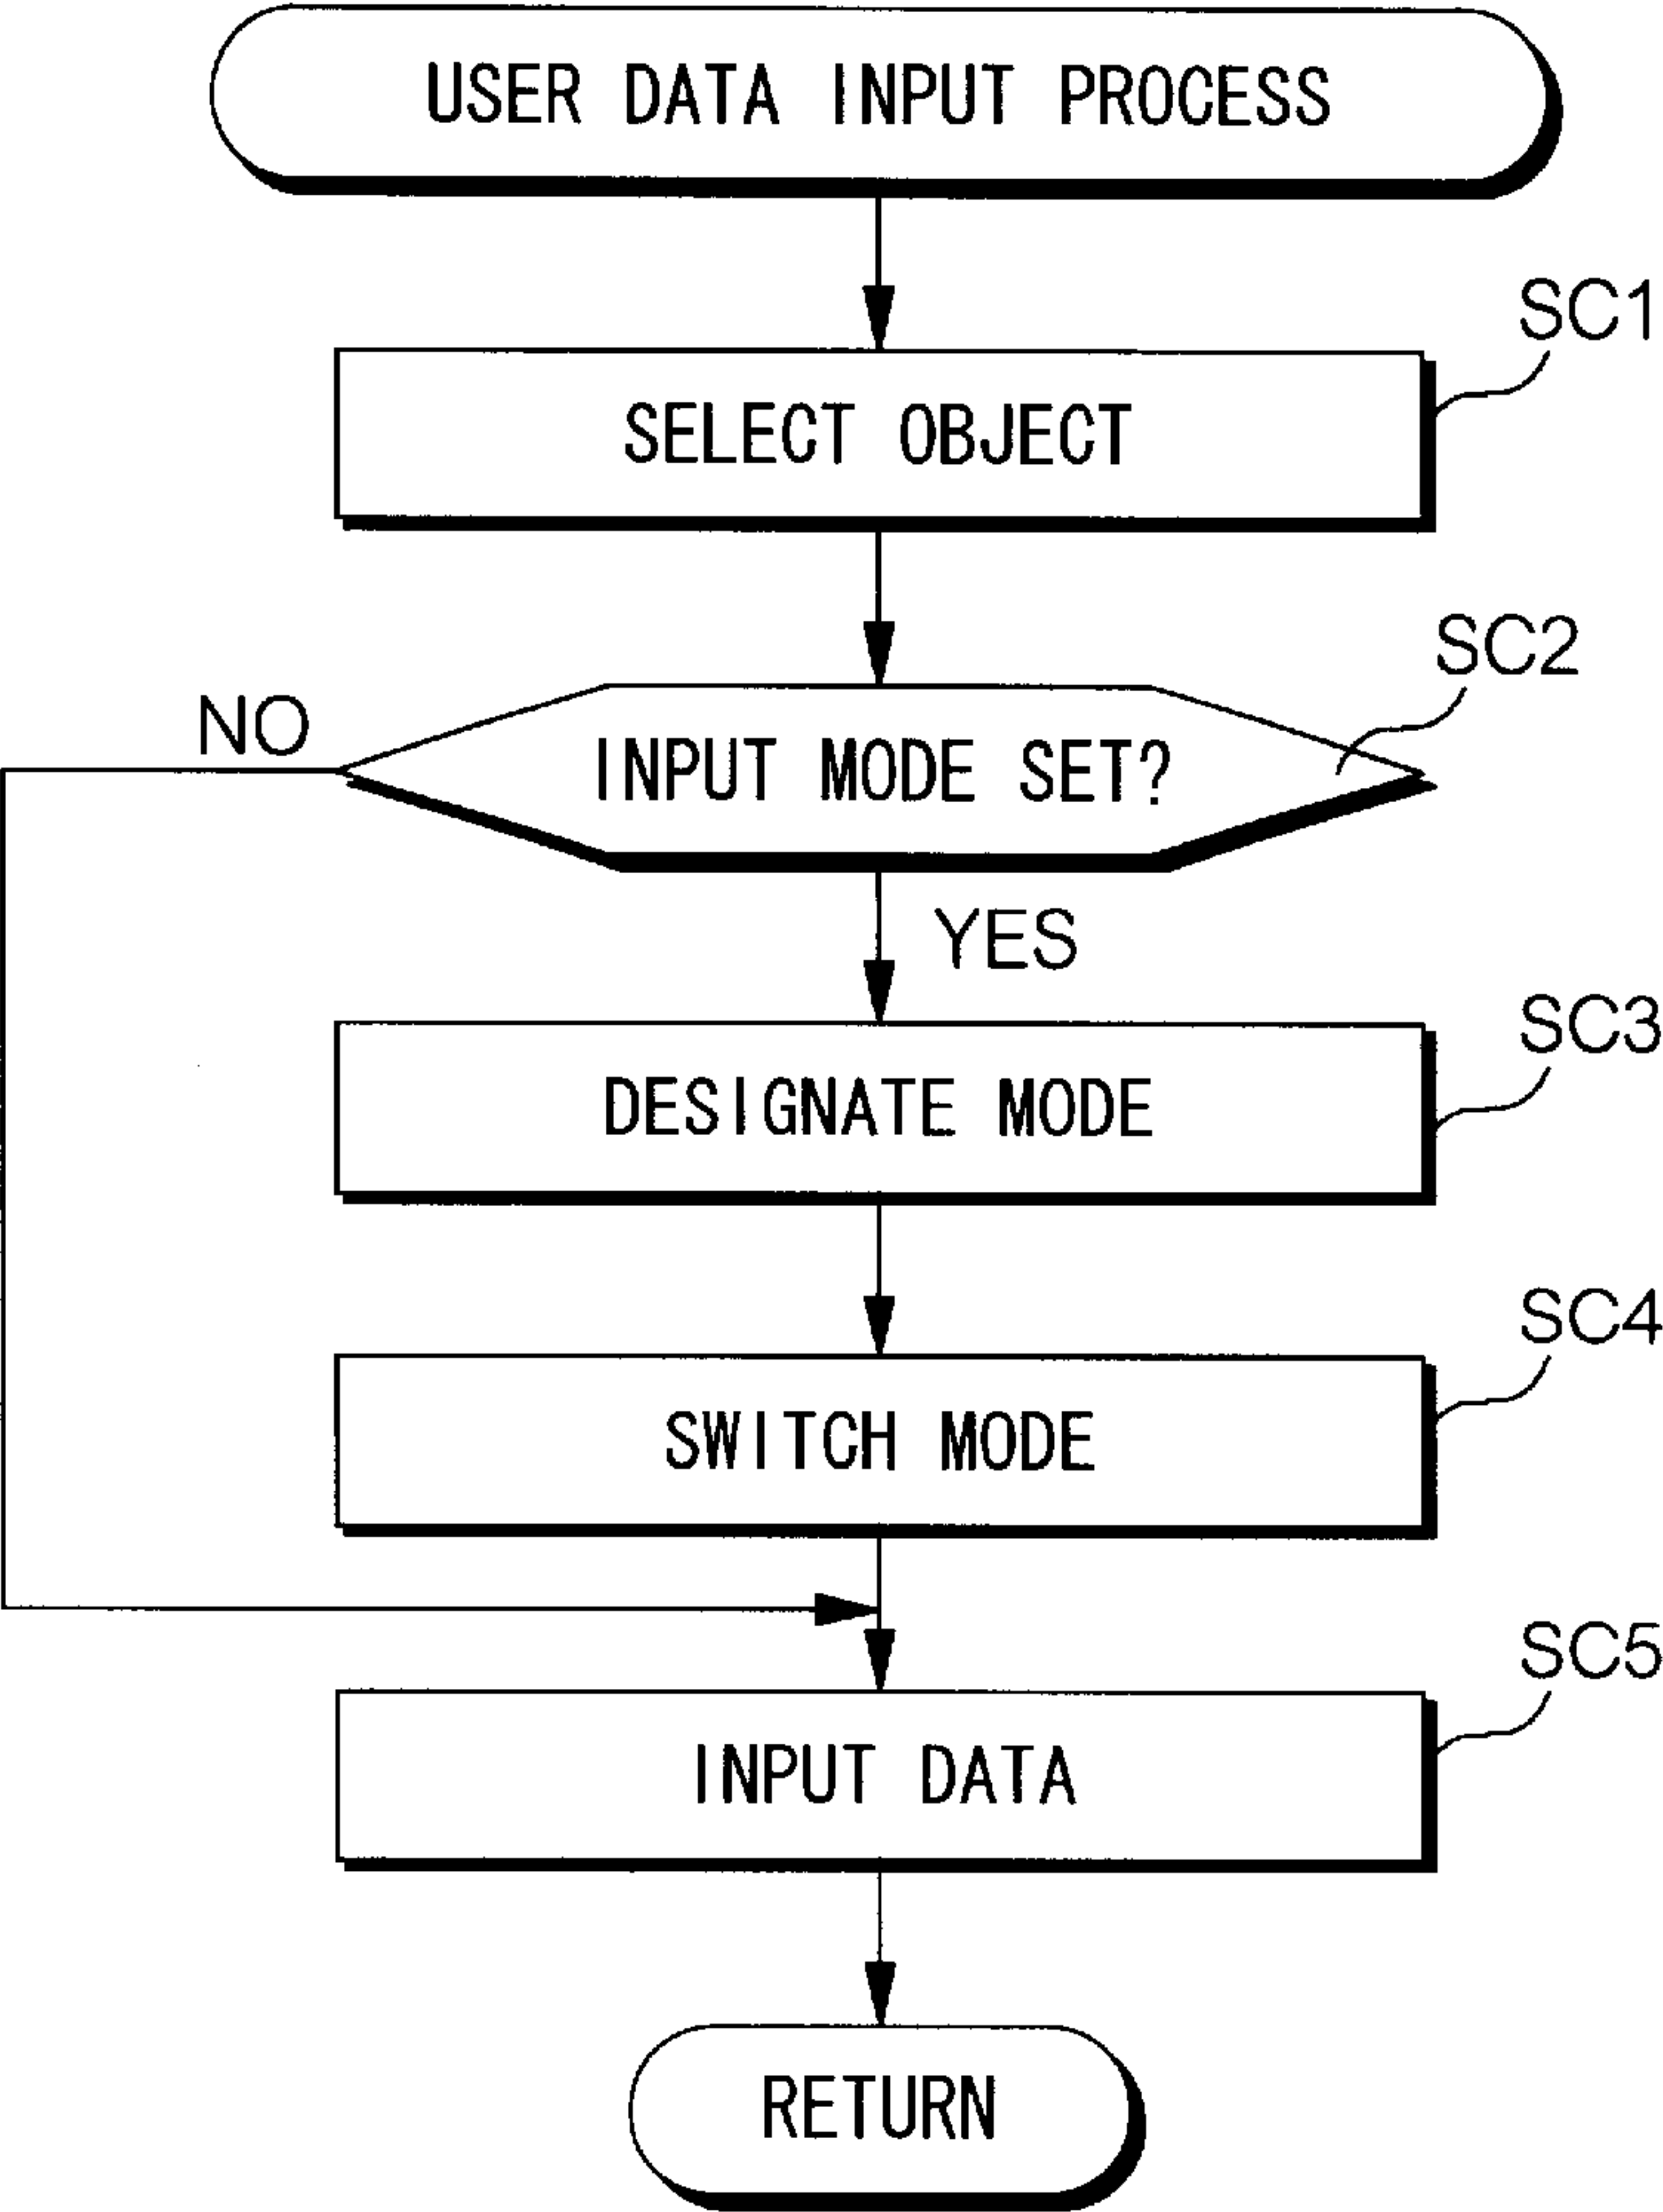 USER DATA INPUT PROCESS
SC1
SELECT OBJECT
SC2
NO
INPUT MODE SET?
YES
SC3
DESIGNATE MODE
SC4
SWITCH MODE
SC5
INPUT DATA
RETURN